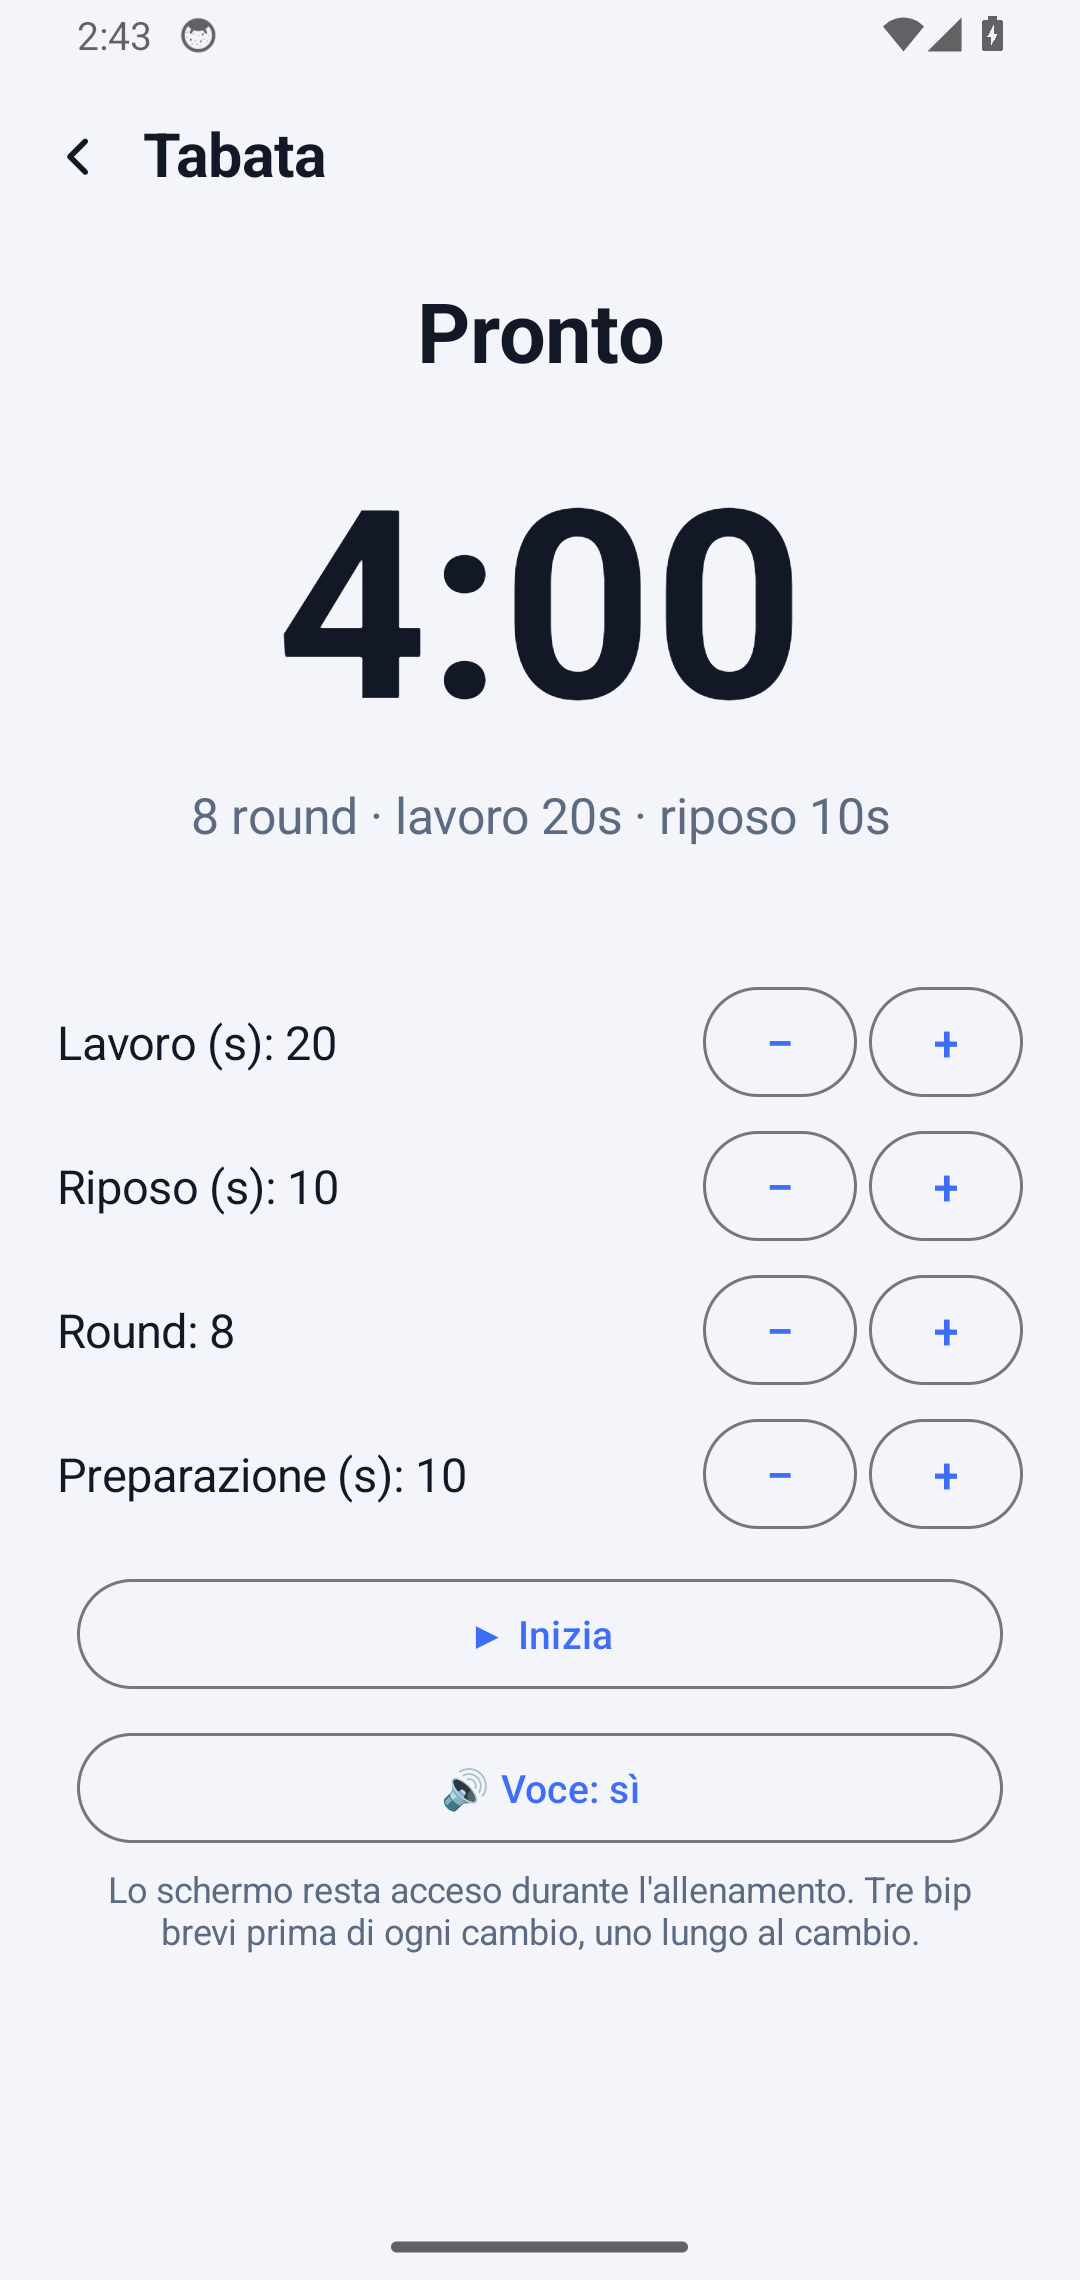 2:43
Tabata
Pronto
4:00
8 round · lavoro 20s · riposo 10s
Lavoro (s): 20
− +
Riposo (s): 10
− +
Round: 8
− +
Preparazione (s): 10
− +
▶ Inizia
🔊 Voce: sì
Lo schermo resta acceso durante l'allenamento. Tre bip
brevi prima di ogni cambio, uno lungo al cambio.